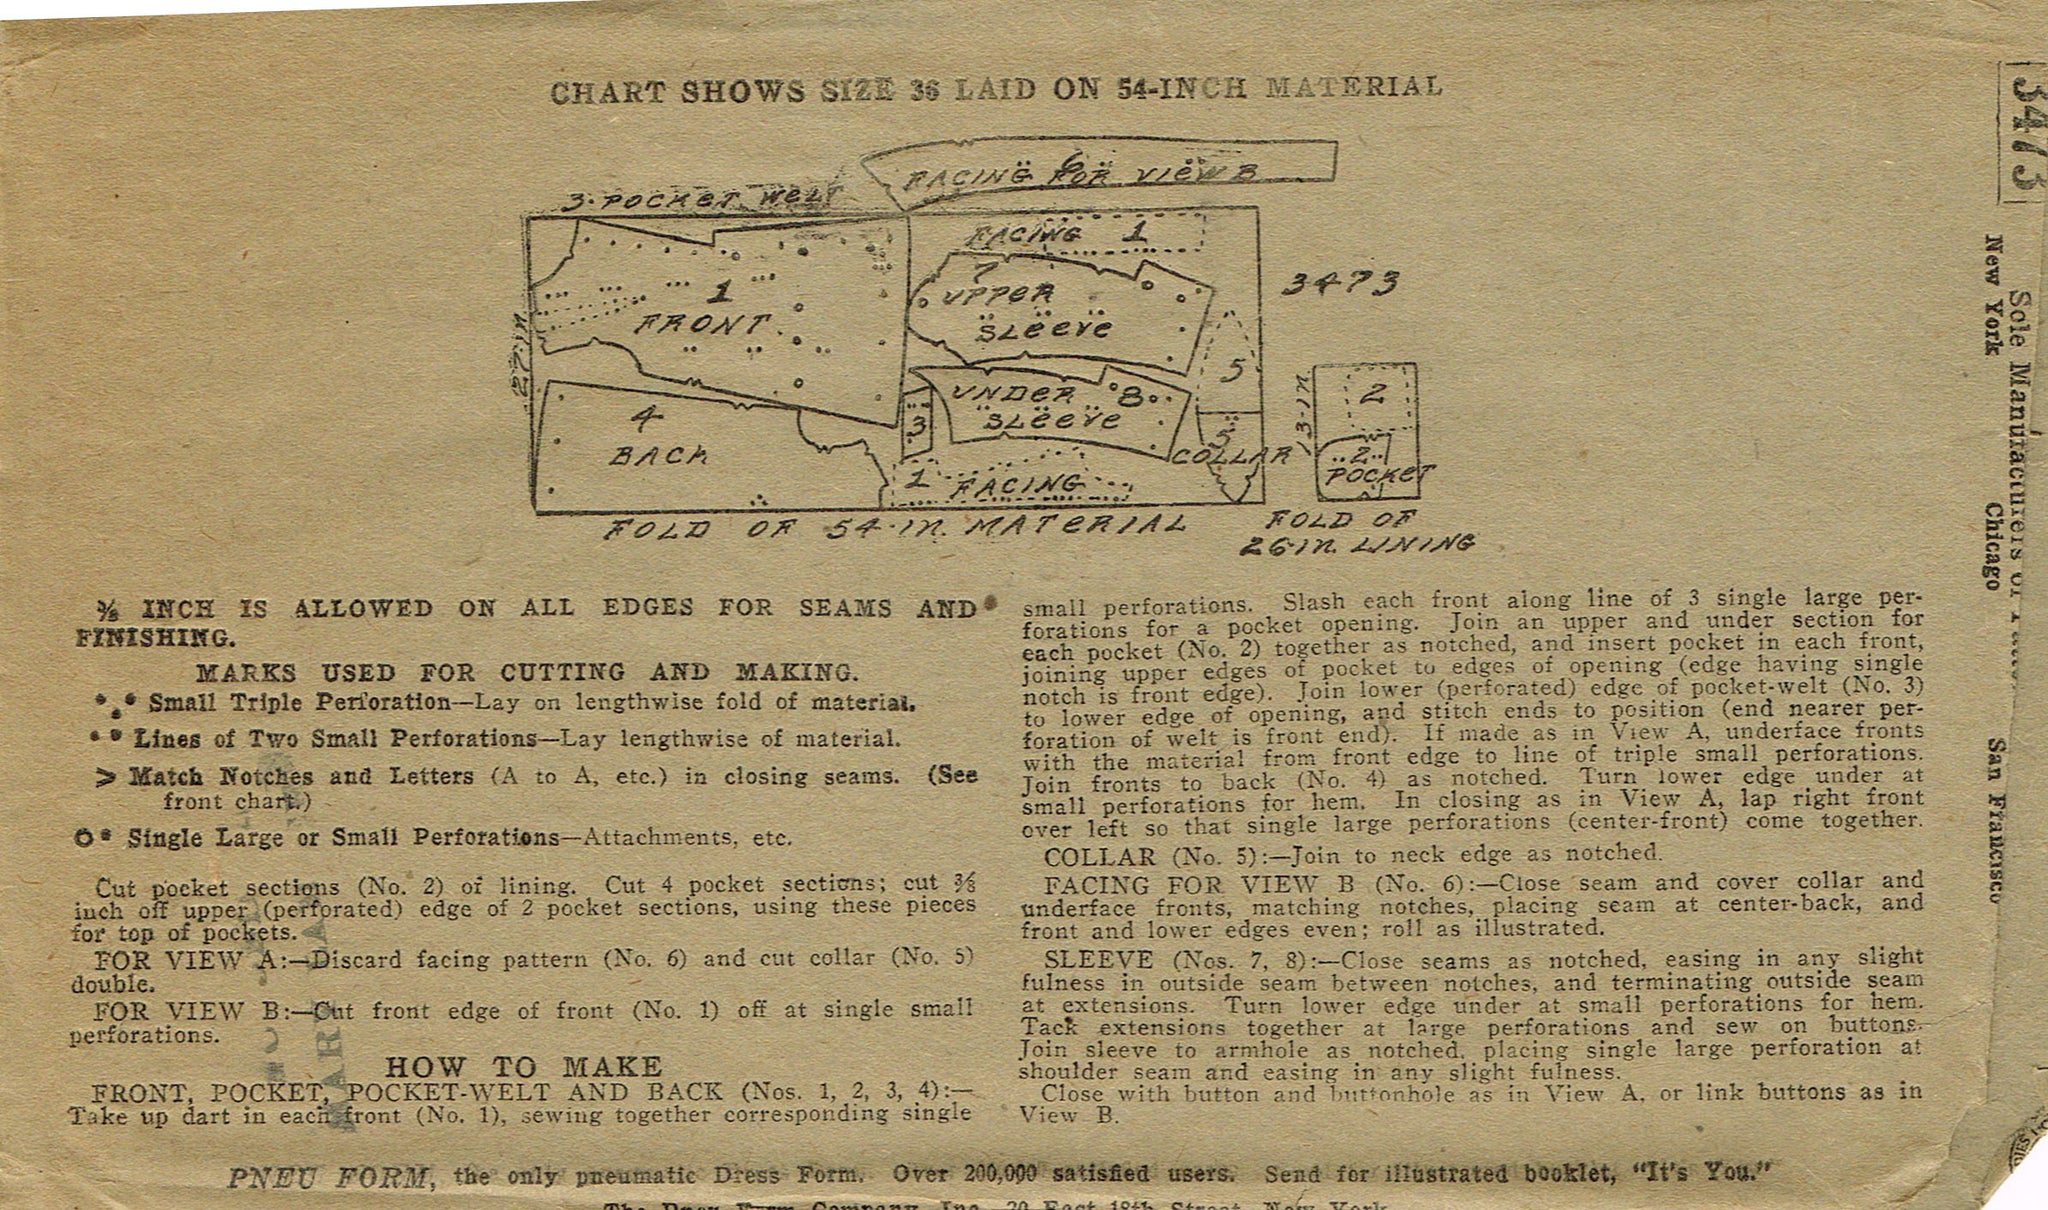 CHART SHOWS SIZE 36 LAID ON 54-INCH MATERIAL
6
FACING FOR VIEW B
3-POCKET WELT
FACING 1
1
FRONT
7
UPPER
SLEEVE
3473
27-IN
5
13-IN
2
4
BACK
3
UNDER 8
SLEEVE
5
COLLAR
2
POCKET
1 FACING
FOLD OF 54-IN. MATERIAL
FOLD OF
26-IN. LINING
⅜ INCH IS ALLOWED ON ALL EDGES FOR SEAMS AND
FINISHING.
MARKS USED FOR CUTTING AND MAKING.
Small Triple Perforation—Lay on lengthwise fold of material.
Lines of Two Small Perforations—Lay lengthwise of material.
Match Notches and Letters (A to A, etc.) in closing seams. (See
front chart.)
Single Large or Small Perforations—Attachments, etc.
Cut pocket sections (No. 2) of lining. Cut 4 pocket sections; cut ⅜
inch off upper (perforated) edge of 2 pocket sections, using these pieces
for top of pockets.
FOR VIEW A:—Discard facing pattern (No. 6) and cut collar (No. 5)
double.
FOR VIEW B:—Cut front edge of front (No. 1) off at single small
perforations.
HOW TO MAKE
FRONT, POCKET, POCKET-WELT AND BACK (Nos. 1, 2, 3, 4):—
Take up dart in each front (No. 1), sewing together corresponding single
small perforations. Slash each front along line of 3 single large per-
forations for a pocket opening. Join an upper and under section for
each pocket (No. 2) together as notched, and insert pocket in each front,
joining upper edges of pocket to edges of opening (edge having single
notch is front edge). Join lower (perforated) edge of pocket-welt (No. 3)
to lower edge of opening, and stitch ends to position (end nearer per-
foration of welt is front end). If made as in View A, underface fronts
with the material from front edge to line of triple small perforations.
Join fronts to back (No. 4) as notched. Turn lower edge under at
small perforations for hem. In closing as in View A, lap right front
over left so that single large perforations (center-front) come together.
COLLAR (No. 5):—Join to neck edge as notched.
FACING FOR VIEW B (No. 6):—Close seam and cover collar and
underface fronts, matching notches, placing seam at center-back, and
front and lower edges even; roll as illustrated.
SLEEVE (Nos. 7, 8):—Close seams as notched, easing in any slight
fulness in outside seam between notches, and terminating outside seam
at extensions. Turn lower edge under at small perforations for hem.
Tack extensions together at large perforations and sew on buttons.
Join sleeve to armhole as notched, placing single large perforation at
shoulder seam and easing in any slight fulness.
Close with button and buttonhole as in View A, or link buttons as in
View B.
PNEU FORM, the only pneumatic Dress Form. Over 200,000 satisfied users. Send for illustrated booklet, "It's You."
The Pneu Form Company, Inc., 20 East 18th Street, New York
3473
Sole Manufacturers of
New York Chicago San Francisco